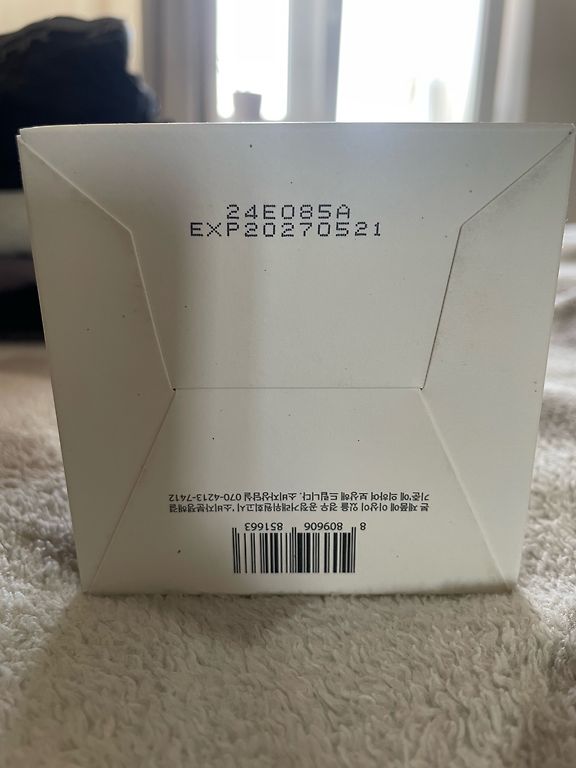 24E085A
EXP20270521
본 제품에 이상이 있을 경우 공정거래위원회고시, '소비자분쟁해결
기준'에 의하여 보상해 드립니다. 소비자상담실 070-4213-7412
8 809606 851663